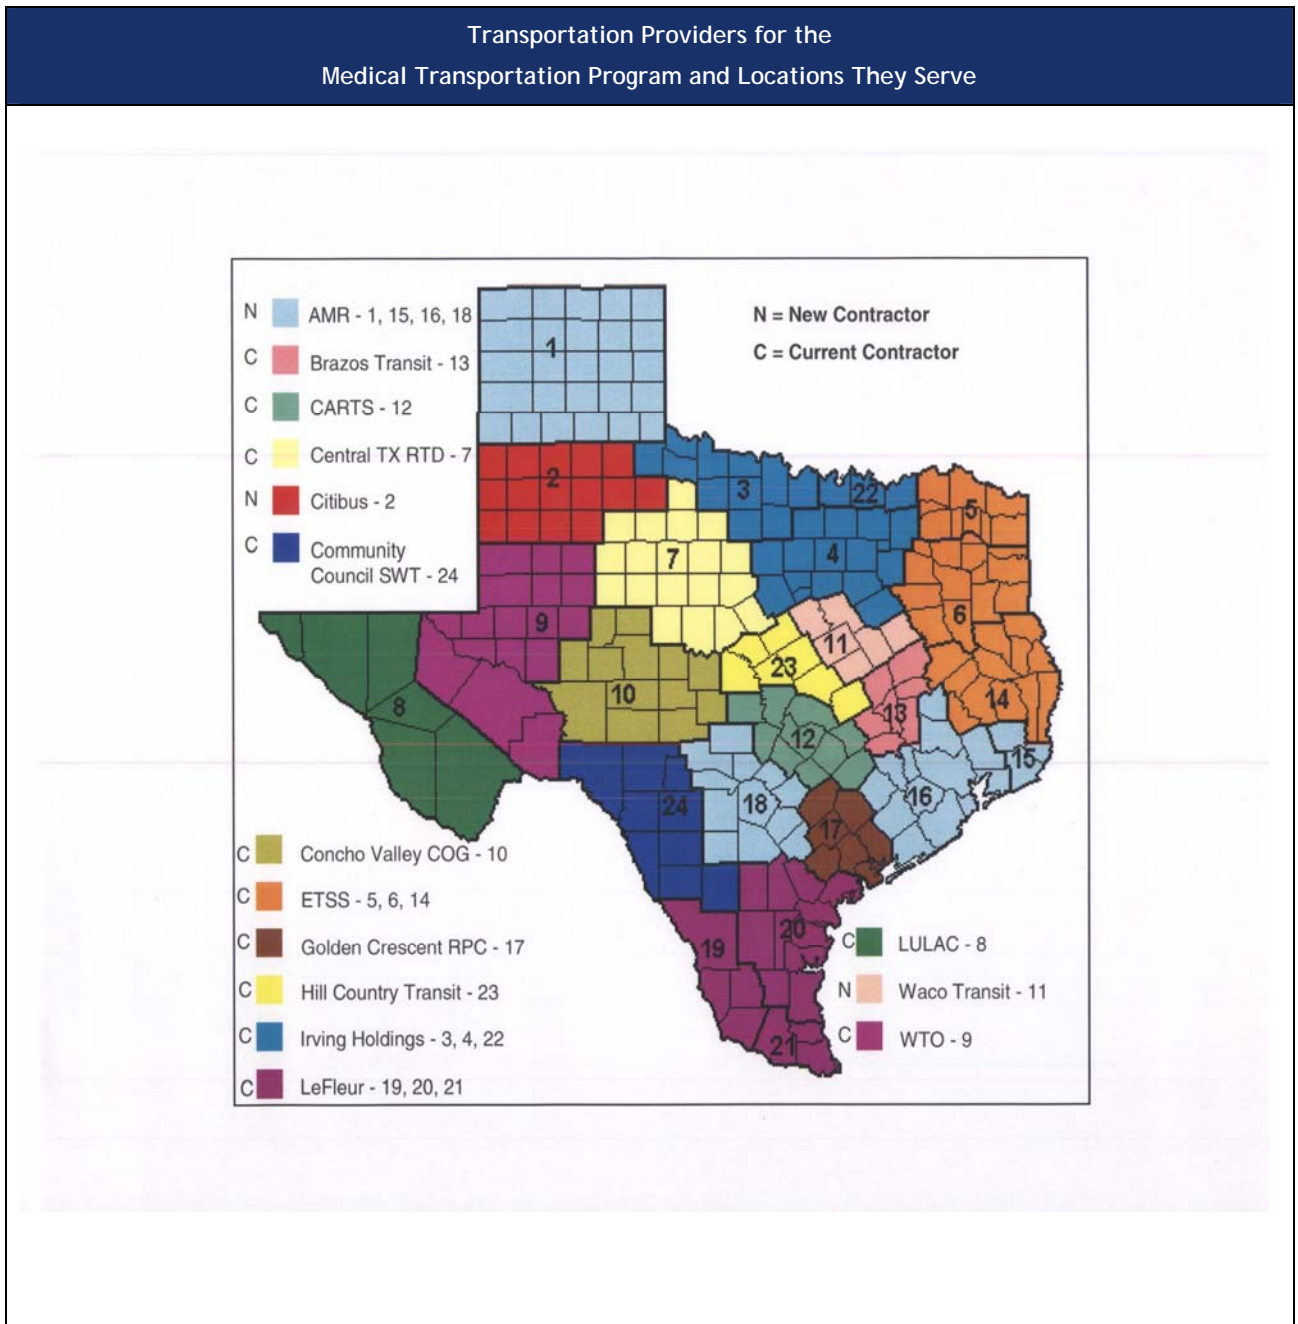 Transportation Providers for the
Medical Transportation Program and Locations They Serve
N AMR - 1, 15, 16, 18
C Brazos Transit - 13
C CARTS - 12
C Central TX RTD - 7
N Citibus - 2
C Community
Council SWT - 24
N = New Contractor
C = Current Contractor
1
2
3
22
5
7
4
6
9
11
23
10
8
14
13
12
15
16
18
24
17
20
19
21
C Concho Valley COG - 10
C ETSS - 5, 6, 14
C Golden Crescent RPC - 17
C Hill Country Transit - 23
C Irving Holdings - 3, 4, 22
C LeFleur - 19, 20, 21
C LULAC - 8
N Waco Transit - 11
C WTO - 9